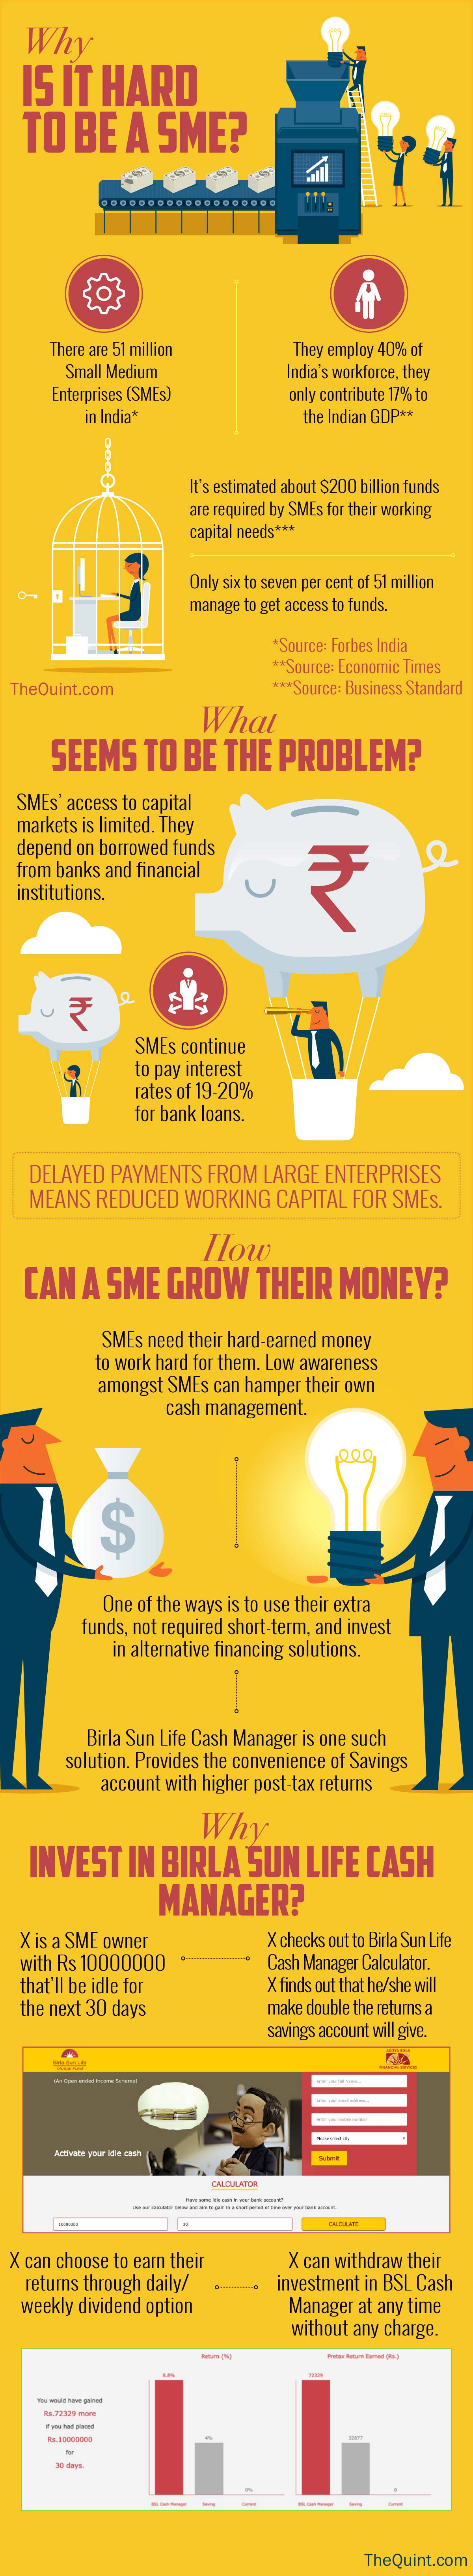 Why
IS IT HARD
TO BE A SME?
There are 51 million
Small Medium
Enterprises (SMEs)
in India*
They employ 40% of
India's workforce, they
only contribute 17% to
the Indian GDP**
It's estimated about $200 billion funds
are required by SMEs for their working
capital needs***
Only six to seven per cent of 51 million
manage to get access to funds.
*Source: Forbes India
**Source: Economic Times
***Source: Business Standard
TheQuint.com
What
SEEMS TO BE THE PROBLEM?
SMEs' access to capital
markets is limited. They
depend on borrowed funds
from banks and financial
institutions.
₹
₹
SMEs continue
to pay interest
rates of 19-20%
for bank loans.
DELAYED PAYMENTS FROM LARGE ENTERPRISES
MEANS REDUCED WORKING CAPITAL FOR SMEs.
How
CAN A SME GROW THEIR MONEY?
SMEs need their hard-earned money
to work hard for them. Low awareness
amongst SMEs can hamper their own
cash management.
$
One of the ways is to use their extra
funds, not required short-term, and invest
in alternative financing solutions.
Birla Sun Life Cash Manager is one such
solution. Provides the convenience of Savings
account with higher post-tax returns
Why
INVEST IN BIRLA SUN LIFE CASH
MANAGER?
X is a SME owner
with Rs 10000000
that'll be idle for
the next 30 days
X checks out to Birla Sun Life
Cash Manager Calculator.
X finds out that he/she will
make double the returns a
savings account will give.
Birla Sun Life
Mutual Fund
ADITYA BIRLA
FINANCIAL SERVICES
(An Open ended Income Scheme)
Activate your idle cash
Enter your full name...
Enter your email address...
Enter your mobile number
Please select (X)
Submit
CALCULATOR
Have some idle cash in your bank account?
Use our calculator below and aim to gain in a short period of time over your bank account.
10000000
30
CALCULATE
X can choose to earn their
returns through daily/
weekly dividend option
X can withdraw their
investment in BSL Cash
Manager at any time
without any charge.
You would have gained
Rs.72329 more
if you had placed
Rs.10000000
for
30 days.
Return (%)
8.8%
4%
0%
BSL Cash Manager
Saving
Current
Pretax Return Earned (Rs.)
72329
32877
0
BSL Cash Manager
Saving
Current
TheQuint.com